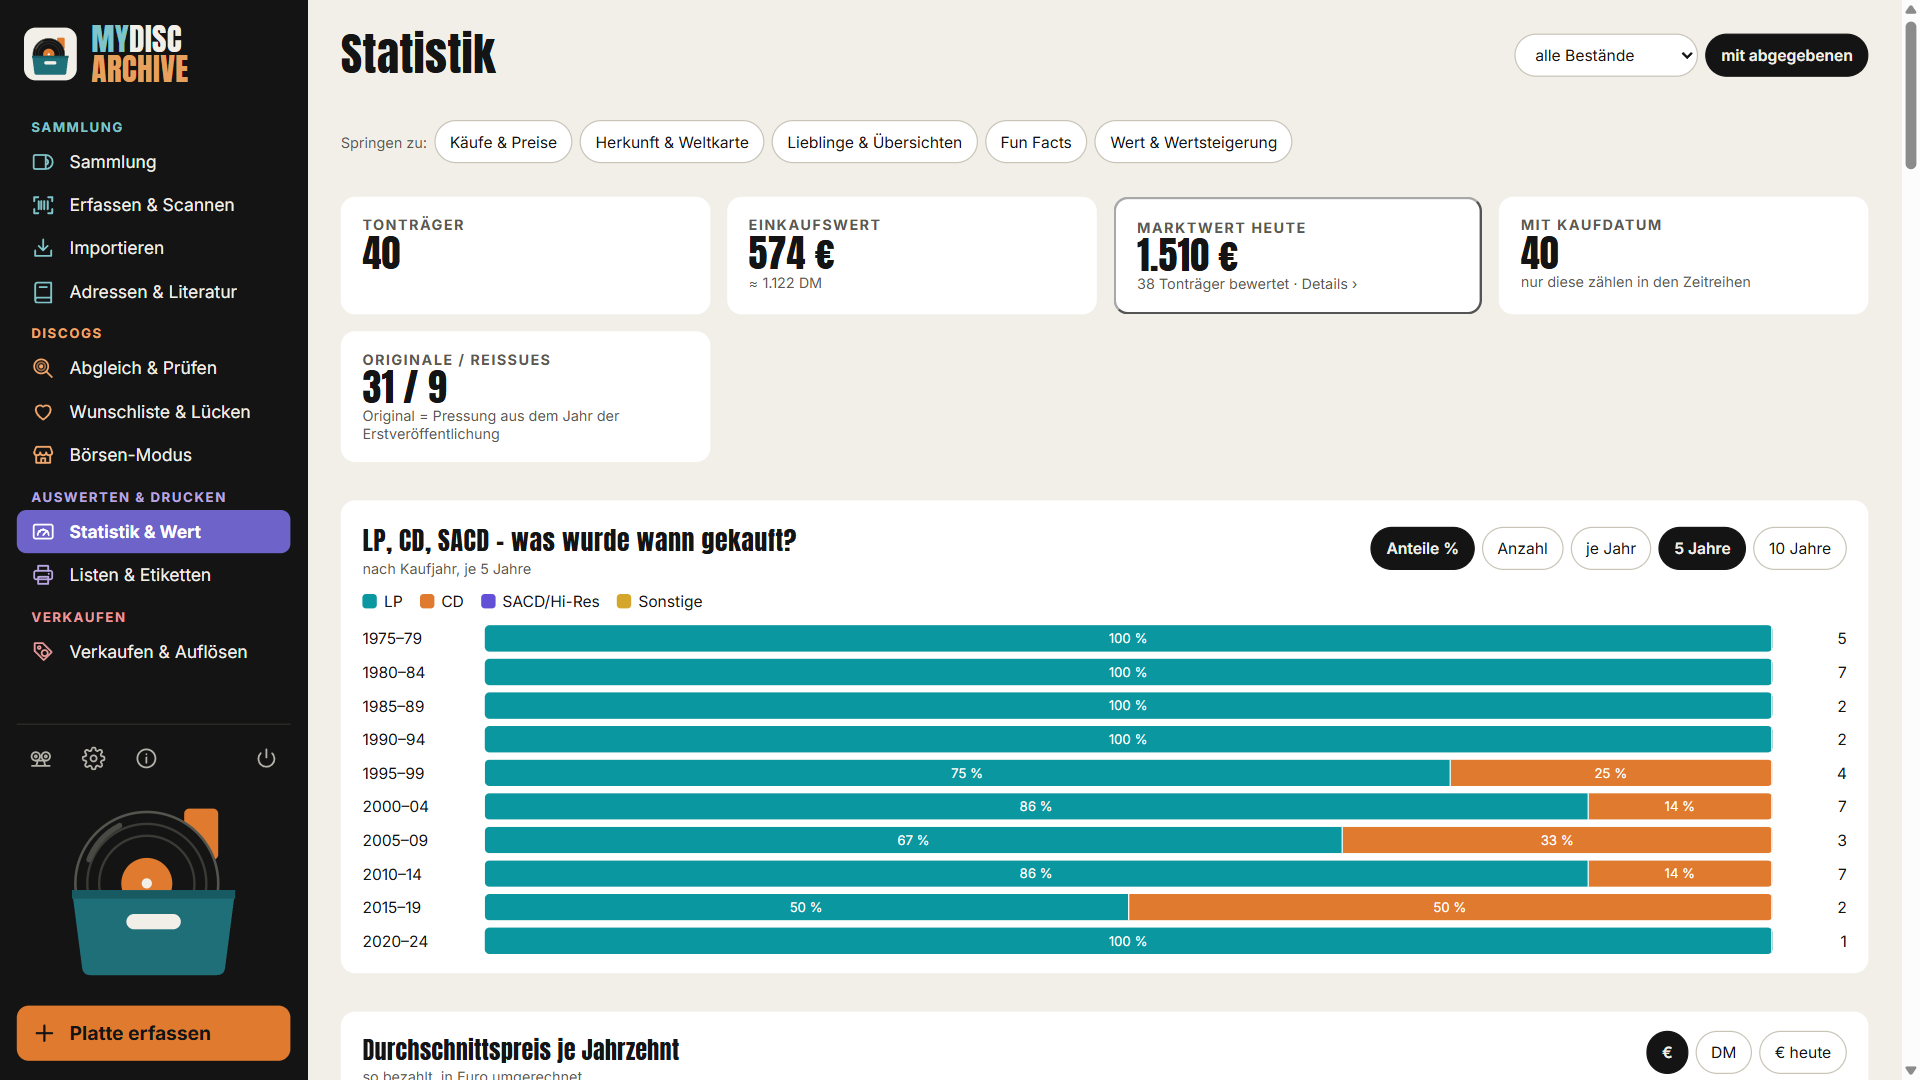 MYDISC
ARCHIVE
SAMMLUNG
Sammlung
Erfassen & Scannen
Importieren
Adressen & Literatur
DISCOGS
Abgleich & Prüfen
Wunschliste & Lücken
Börsen-Modus
AUSWERTEN & DRUCKEN
Statistik & Wert
Listen & Etiketten
VERKAUFEN
Verkaufen & Auflösen
Platte erfassen
Statistik
alle Bestände
mit abgegebenen
Springen zu: Käufe & Preise Herkunft & Weltkarte Lieblinge & Übersichten Fun Facts Wert & Wertsteigerung
TONTRÄGER
40
EINKAUFSWERT
574 €
≈ 1.122 DM
MARKTWERT HEUTE
1.510 €
38 Tonträger bewertet · Details ›
MIT KAUFDATUM
40
nur diese zählen in den Zeitreihen
ORIGINALE / REISSUES
31 / 9
Original = Pressung aus dem Jahr der
Erstveröffentlichung
LP, CD, SACD - was wurde wann gekauft?
nach Kaufjahr, je 5 Jahre
Anteile % Anzahl je Jahr 5 Jahre 10 Jahre
LP CD SACD/Hi-Res Sonstige
1975–79 100 % 5
1980–84 100 % 7
1985–89 100 % 2
1990–94 100 % 2
1995–99 75 % 25 % 4
2000–04 86 % 14 % 7
2005–09 67 % 33 % 3
2010–14 86 % 14 % 7
2015–19 50 % 50 % 2
2020–24 100 % 1
Durchschnittspreis je Jahrzehnt
€ DM € heute
so bezahlt, in Euro umgerechnet